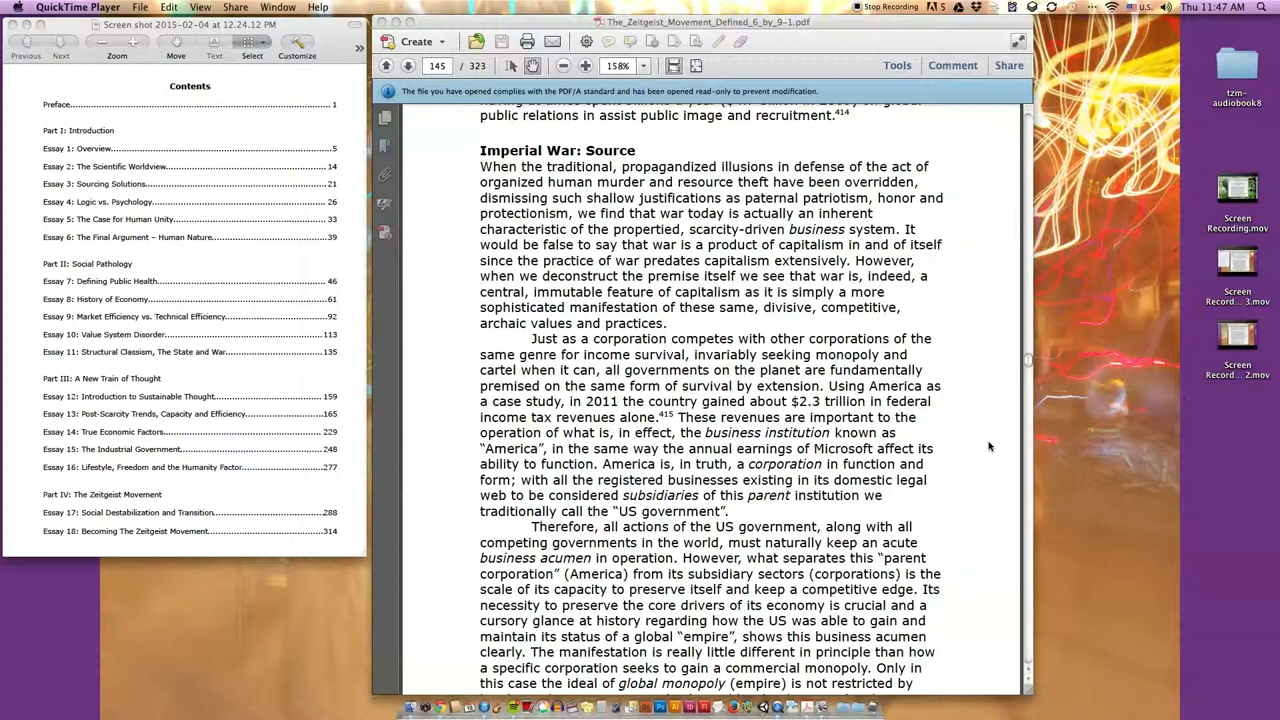 QuickTime Player File Edit View Share Window Help
Stop Recording
U.S.
Thu 11:47 AM
Screen shot 2015-02-04 at 12.24.12 PM
Previous Next Zoom Move Text Select Customize
Contents
Preface 1
Part I: Introduction
Essay 1: Overview 5
Essay 2: The Scientific Worldview 14
Essay 3: Sourcing Solutions 21
Essay 4: Logic vs. Psychology 26
Essay 5: The Case for Human Unity 33
Essay 6: The Final Argument – Human Nature 39
Part II: Social Pathology
Essay 7: Defining Public Health 46
Essay 8: History of Economy 61
Essay 9: Market Efficiency vs. Technical Efficiency 92
Essay 10: Value System Disorder 113
Essay 11: Structural Classism, The State and War 135
Part III: A New Train of Thought
Essay 12: Introduction to Sustainable Thought 159
Essay 13: Post-Scarcity Trends, Capacity and Efficiency 165
Essay 14: True Economic Factors 229
Essay 15: The Industrial Government 248
Essay 16: Lifestyle, Freedom and the Humanity Factor 277
Part IV: The Zeitgeist Movement
Essay 17: Social Destabilization and Transition 288
Essay 18: Becoming The Zeitgeist Movement 314
The_Zeitgeist_Movement_Defined_6_by_9-1.pdf
Create
145 / 323
158%
Tools Comment Share
The file you have opened complies with the PDF/A standard and has been opened read-only to prevent modification.
public relations in assist public image and recruitment.414
Imperial War: Source
When the traditional, propagandized illusions in defense of the act of
organized human murder and resource theft have been overridden,
dismissing such shallow justifications as paternal patriotism, honor and
protectionism, we find that war today is actually an inherent
characteristic of the propertied, scarcity-driven business system. It
would be false to say that war is a product of capitalism in and of itself
since the practice of war predates capitalism extensively. However,
when we deconstruct the premise itself we see that war is, indeed, a
central, immutable feature of capitalism as it is simply a more
sophisticated manifestation of these same, divisive, competitive,
archaic values and practices.
Just as a corporation competes with other corporations of the
same genre for income survival, invariably seeking monopoly and
cartel when it can, all governments on the planet are fundamentally
premised on the same form of survival by extension. Using America as
a case study, in 2011 the country gained about $2.3 trillion in federal
income tax revenues alone.415 These revenues are important to the
operation of what is, in effect, the business institution known as
“America”, in the same way the annual earnings of Microsoft affect its
ability to function. America is, in truth, a corporation in function and
form; with all the registered businesses existing in its domestic legal
web to be considered subsidiaries of this parent institution we
traditionally call the “US government”.
Therefore, all actions of the US government, along with all
competing governments in the world, must naturally keep an acute
business acumen in operation. However, what separates this “parent
corporation” (America) from its subsidiary sectors (corporations) is the
scale of its capacity to preserve itself and keep a competitive edge. Its
necessity to preserve the core drivers of its economy is crucial and a
cursory glance at history regarding how the US was able to gain and
maintain its status of a global “empire”, shows this business acumen
clearly. The manifestation is really little different in principle than how
a specific corporation seeks to gain a commercial monopoly. Only in
this case the ideal of global monopoly (empire) is not restricted by
tzm-
audiobook8
Screen
Recording.mov
Screen
Record... 3.mov
Screen
Record... 2.mov